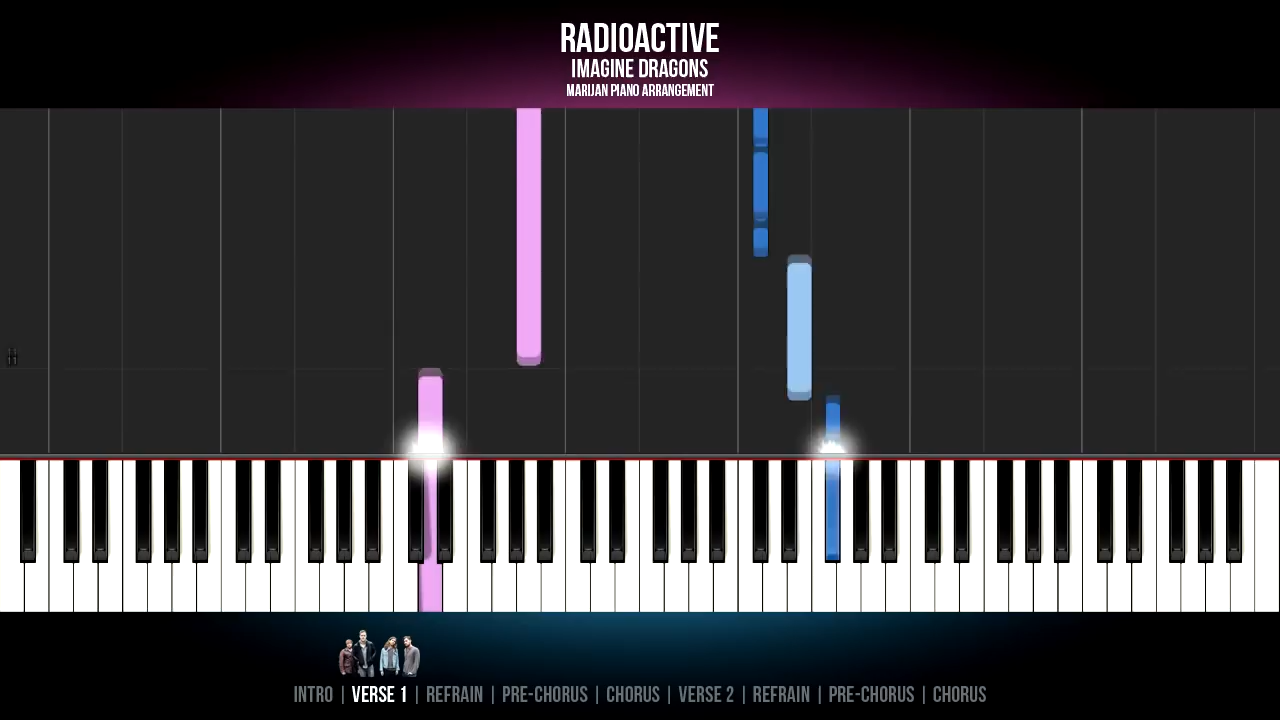 RADIOACTIVE
IMAGINE DRAGONS
MARIJAN PIANO ARRANGEMENT
INTRO | VERSE 1 | REFRAIN | PRE-CHORUS | CHORUS | VERSE 2 | REFRAIN | PRE-CHORUS | CHORUS